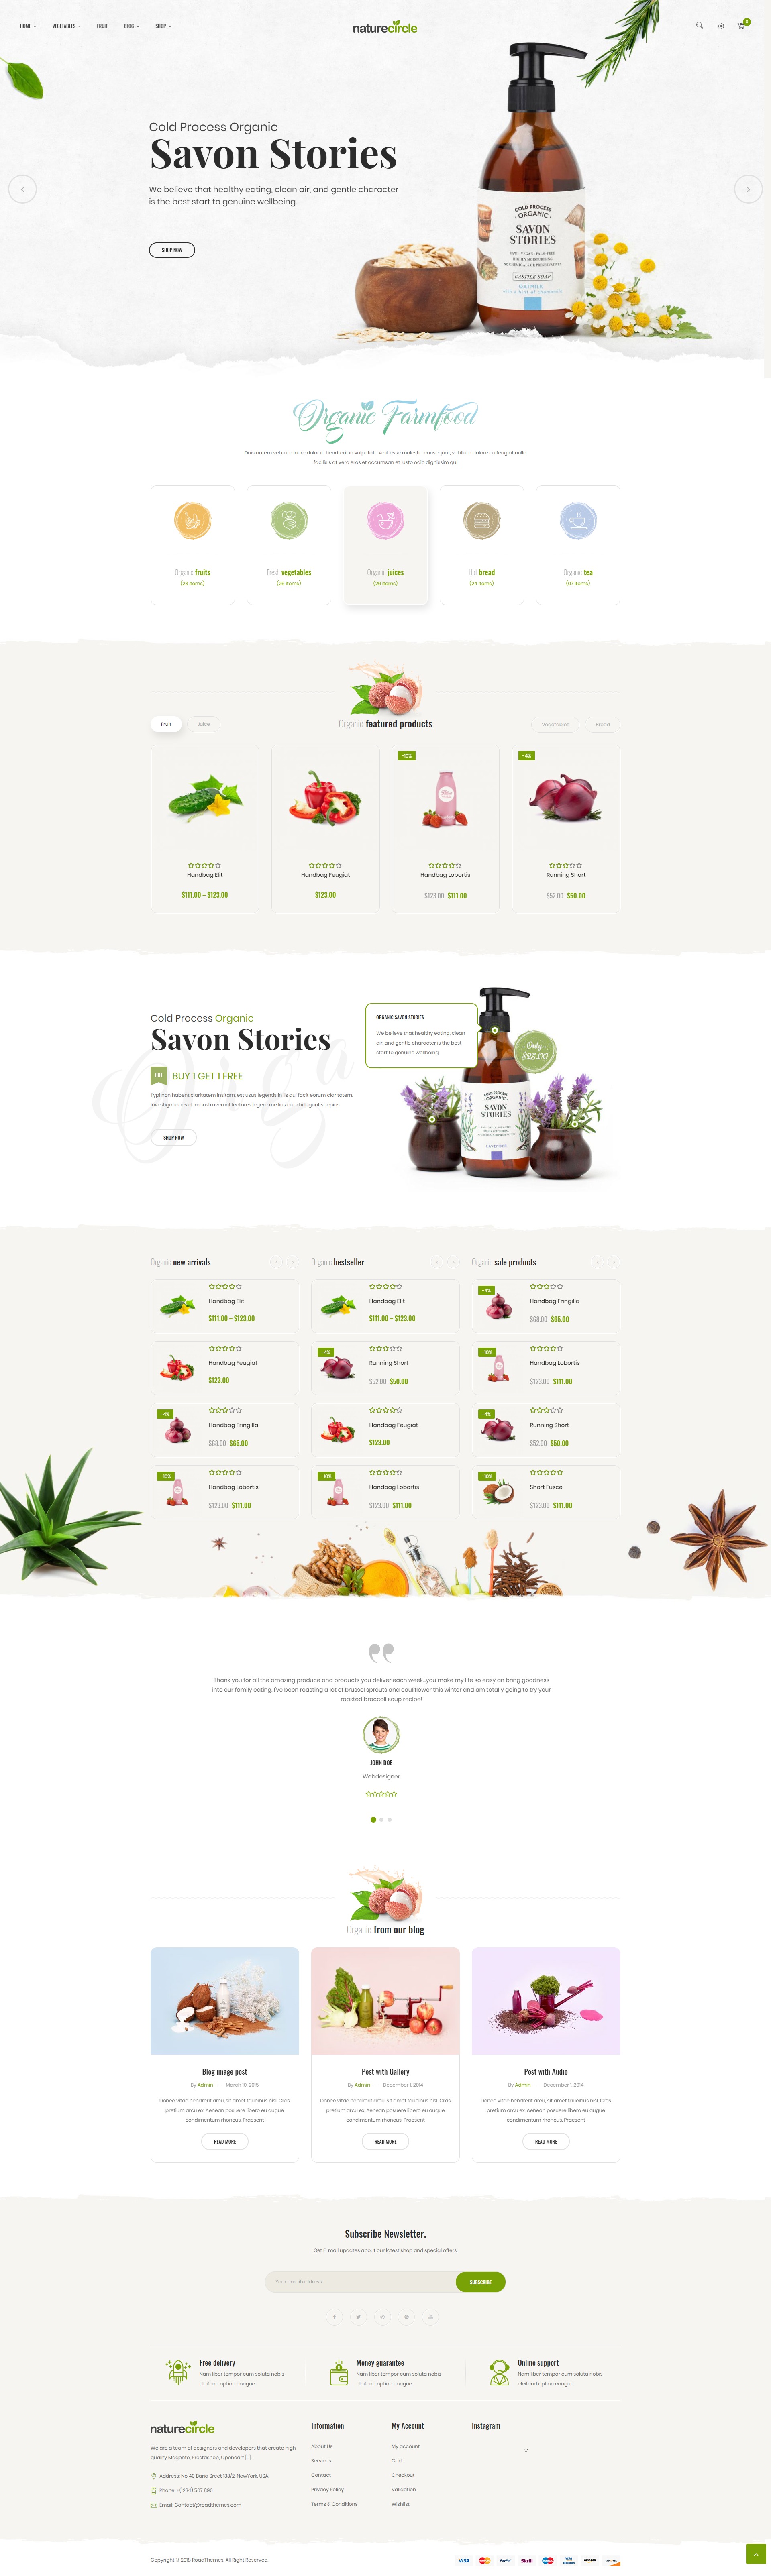 HOME
VEGETABLES
FRUIT
BLOG
SHOP
naturecircle
0
Cold Process Organic
Savon Stories
We believe that healthy eating, clean air, and gentle character
is the best start to genuine wellbeing.
SHOP NOW
COLD PROCESS
ORGANIC
SAVON
STORIES
RAW · VEGAN · PALM FREE
CASTILE SOAP
OATMILK
with a hint of chamomile
Organic Farmfood
Duis autem vel eum iriure dolor in hendrerit in vulputate velit esse molestie consequat, vel illum dolore eu feugiat nulla
facilisis at vero eros et accumsan et iusto odio dignissim qui
Organic fruits
(23 Items)
Fresh vegetables
(26 Items)
Organic juices
(28 Items)
Hot bread
(24 Items)
Organic tea
(07 Items)
Organic featured products
Fruit
Juice
Vegetables
Bread
-10%
-4%
Handbag Elit
$111.00 – $123.00
Handbag Feugiat
$123.00
Handbag Lobortis
$123.00 $111.00
Running Short
$52.00 $50.00
Cold Process Organic
Savon Stories
HOT
BUY 1 GET 1 FREE
Typi non habent claritatem insitam, est usus legentis in iis qui facit eorum claritatem.
Investigationes demonstraverunt lectores legere me lius quod ii legunt saepius.
SHOP NOW
ORGANIC SAVON STORIES
We believe that healthy eating, clean
air, and gentle character is the best
start to genuine wellbeing.
Only
$25.00
COLD PROCESS
ORGANIC
SAVON
STORIES
LAVENDER
Organic new arrivals
Handbag Elit
$111.00 – $123.00
Handbag Feugiat
$123.00
-4%
Handbag Fringilla
$68.00 $65.00
-10%
Handbag Lobortis
$123.00 $111.00
Organic bestseller
Handbag Elit
$111.00 – $123.00
-4%
Running Short
$52.00 $50.00
Handbag Feugiat
$123.00
-10%
Handbag Lobortis
$123.00 $111.00
Organic sale products
-4%
Handbag Fringilla
$68.00 $65.00
-10%
Handbag Lobortis
$123.00 $111.00
-4%
Running Short
$52.00 $50.00
-10%
Short Fusce
$123.00 $111.00
Thank you for all the amazing produce and products you deliver each week...you make my life so easy an bring goodness
into our family eating. I've been roasting a lot of brussel sprouts and cauliflower this winter and am totally going to try your
roasted broccoli soup recipe!
JOHN DOE
Webdesigner
Organic from our blog
Blog image post
By Admin - March 10, 2015
Donec vitae hendrerit arcu, sit amet faucibus nisl. Cras
pretium arcu ex. Aenean posuere libero eu augue
condimentum rhoncus. Praesent
READ MORE
Post with Gallery
By Admin - December 1, 2014
Donec vitae hendrerit arcu, sit amet faucibus nisl. Cras
pretium arcu ex. Aenean posuere libero eu augue
condimentum rhoncus. Praesent
READ MORE
Post with Audio
By Admin - December 1, 2014
Donec vitae hendrerit arcu, sit amet faucibus nisl. Cras
pretium arcu ex. Aenean posuere libero eu augue
condimentum rhoncus. Praesent
READ MORE
Subscribe Newsletter.
Get E-mail updates about our latest shop and special offers.
Your email address
SUBSCRIBE
Free delivery
Nam liber tempor cum soluta nobis
eleifend option congue.
Money guarantee
Nam liber tempor cum soluta nobis
eleifend option congue.
Online support
Nam liber tempor cum soluta nobis
eleifend option congue.
naturecircle
We are a team of designers and developers that create high
quality Magento, Prestashop, Opencart [...].
Address: No 40 Baria Sreet 133/2, NewYork, USA.
Phone: +(1234) 567 890
Email: Contact@roadthemes.com
Information
About Us
Services
Contact
Privacy Policy
Terms & Conditions
My Account
My account
Cart
Checkout
Validation
Wishlist
Instagram
Copyright © 2018 RoadThemes, All Right Reserved.
VISA
PayPal
Skrill
VISA
amazon